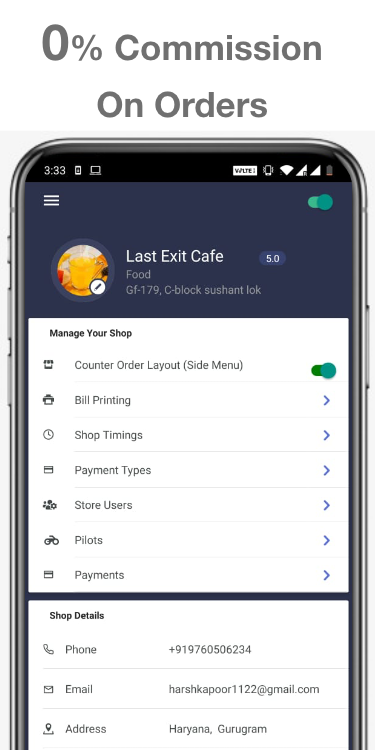 0% Commission
On Orders
3:33
VoLTE 2
Last Exit Cafe 5.0
Food
Gf-179, C-block sushant lok
Manage Your Shop
Counter Order Layout (Side Menu)
Bill Printing
Shop Timings
Payment Types
Store Users
Pilots
Payments
Shop Details
Phone +919760506234
Email harshkapoor1122@gmail.com
Address Haryana, Gurugram